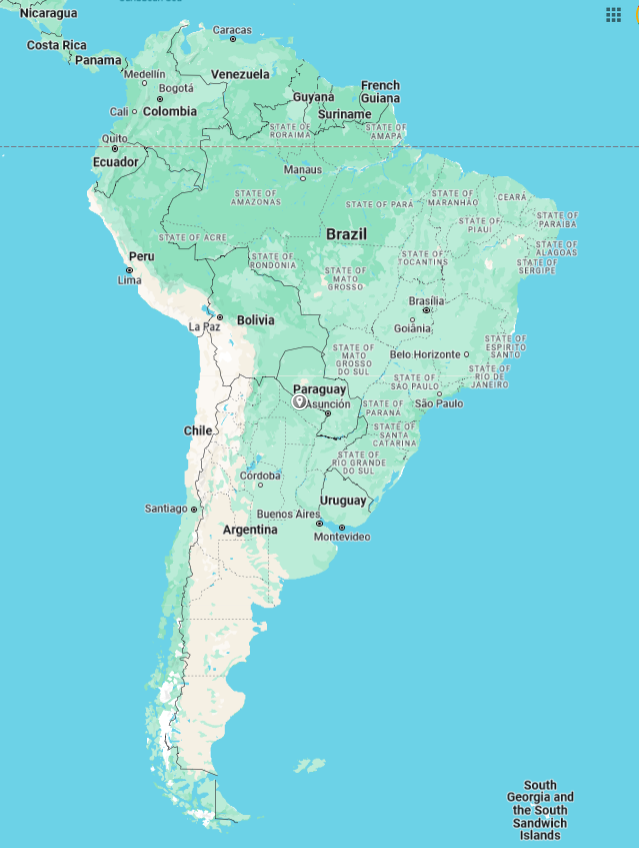 Nicaragua
Costa Rica
Panama
Caracas
Medellín
Venezuela
Bogotá
Cali
Colombia
Guyana
Suriname
French
Guiana
STATE OF
RORAIMA
STATE OF
AMAPÁ
Quito
Ecuador
Manaus
STATE OF
AMAZONAS
STATE OF PARÁ
STATE OF
MARANHÃO
CEARÁ
STATE OF
PIAUÍ
STATE OF
PARAÍBA
STATE OF
ALAGOAS
STATE OF
SERGIPE
STATE OF ACRE
Brazil
Peru
Lima
STATE OF
RONDÔNIA
STATE OF
MATO
GROSSO
STATE OF
TOCANTINS
Brasília
Goiânia
La Paz
Bolivia
STATE OF
MATO
GROSSO
DO SUL
Belo Horizonte
STATE OF
ESPÍRITO
SANTO
STATE OF
RIO DE
JANEIRO
STATE OF
SÃO PAULO
São Paulo
Paraguay
Asunción
STATE OF
PARANÁ
STATE OF
SANTA
CATARINA
Chile
STATE OF
RIO GRANDE
DO SUL
Córdoba
Uruguay
Santiago
Buenos Aires
Argentina
Montevideo
South
Georgia and
the South
Sandwich
Islands